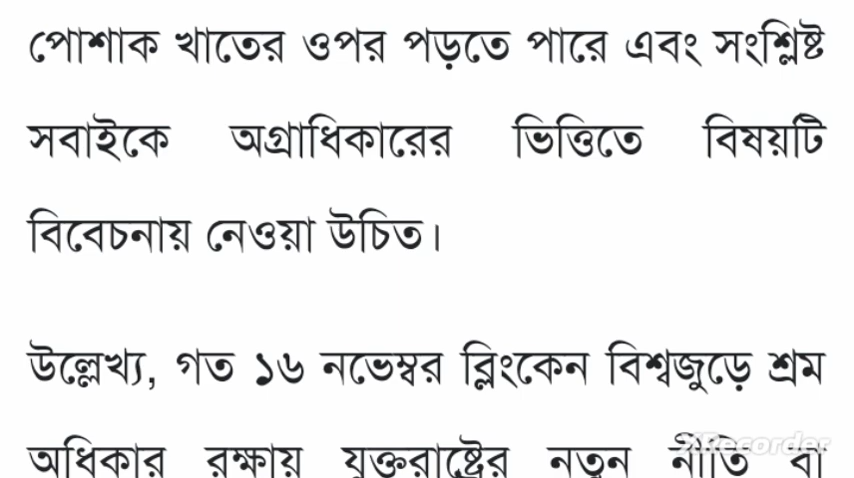 পোশাক খাতের ওপর পড়তে পারে এবং সংশ্লিষ্ট
সবাইকে অগ্রাধিকারের ভিত্তিতে বিষয়টি
বিবেচনায় নেওয়া উচিত।
উল্লেখ্য, গত ১৬ নভেম্বর ব্লিংকেন বিশ্বজুড়ে শ্রম
অধিকার রক্ষায় যুক্তরাষ্ট্রের নতুন নীতি বা
XRecorder